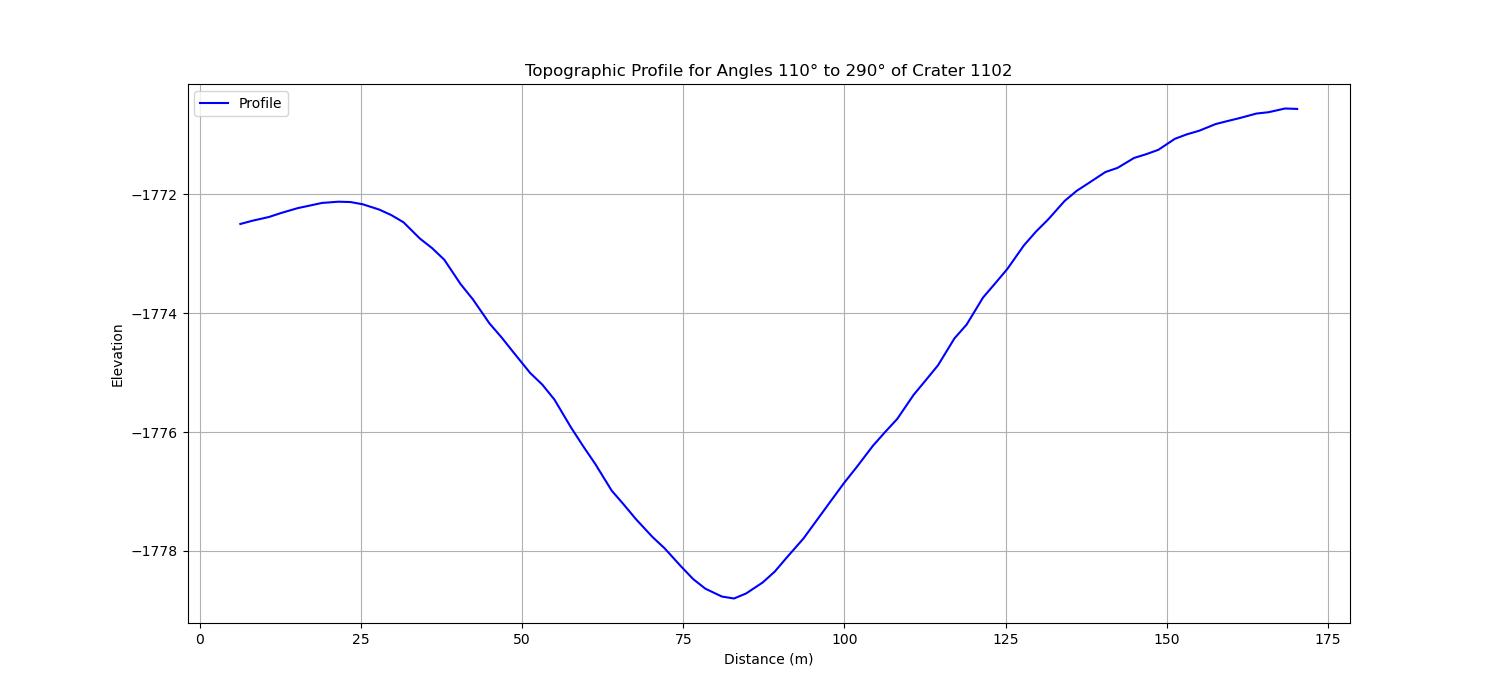 Topographic Profile for Angles 110° to 290° of Crater 1102
Profile
−1772
−1774
−1776
−1778
Elevation
0 25 50 75 100 125 150 175
Distance (m)